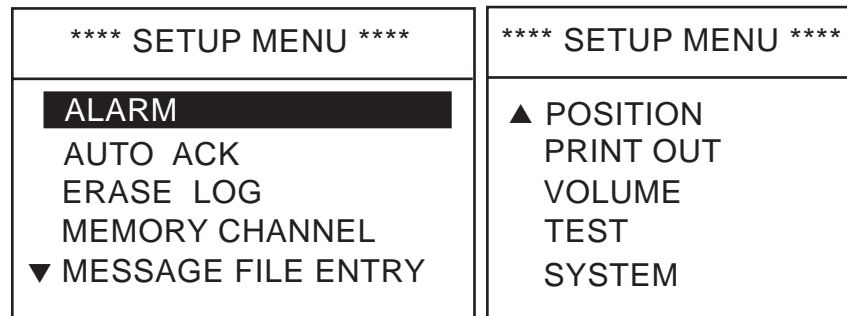 **** SETUP MENU ****
ALARM
AUTO ACK
ERASE LOG
MEMORY CHANNEL
▼ MESSAGE FILE ENTRY
**** SETUP MENU ****
▲ POSITION
PRINT OUT
VOLUME
TEST
SYSTEM